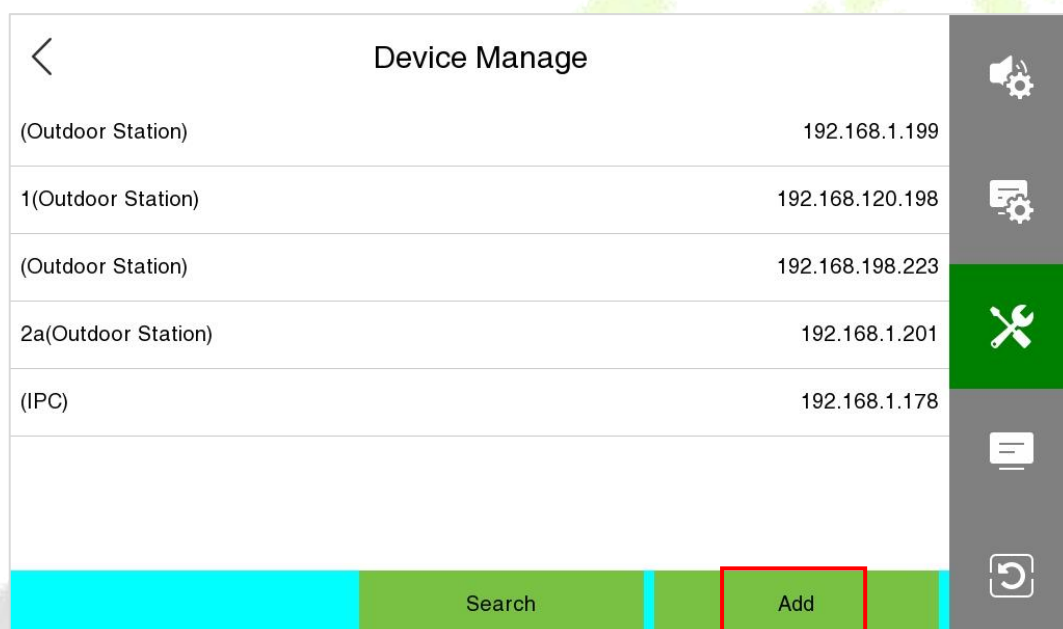 Device Manage
(Outdoor Station) 192.168.1.199
1(Outdoor Station) 192.168.120.198
(Outdoor Station) 192.168.198.223
2a(Outdoor Station) 192.168.1.201
(IPC) 192.168.1.178
Search Add